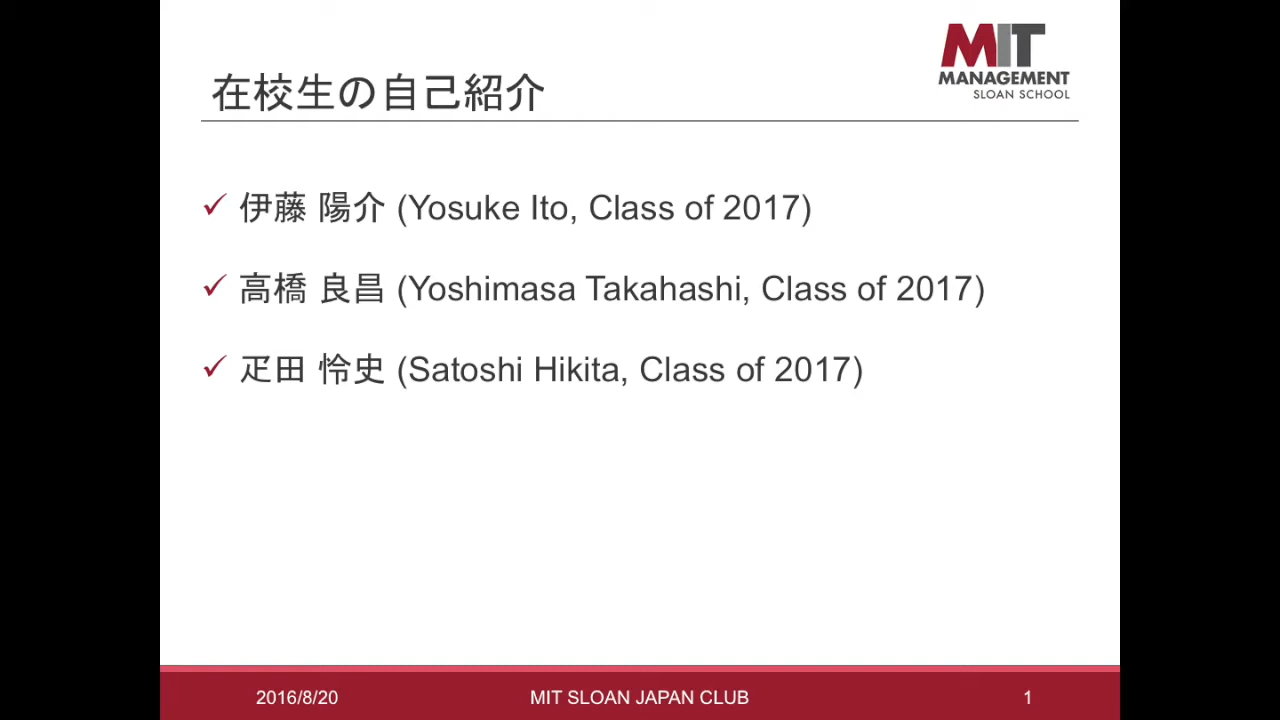 MIT
MANAGEMENT
SLOAN SCHOOL
在校生の自己紹介
✓ 伊藤 陽介 (Yosuke Ito, Class of 2017)
✓ 高橋 良昌 (Yoshimasa Takahashi, Class of 2017)
✓ 疋田 怜史 (Satoshi Hikita, Class of 2017)
2016/8/20 MIT SLOAN JAPAN CLUB 1